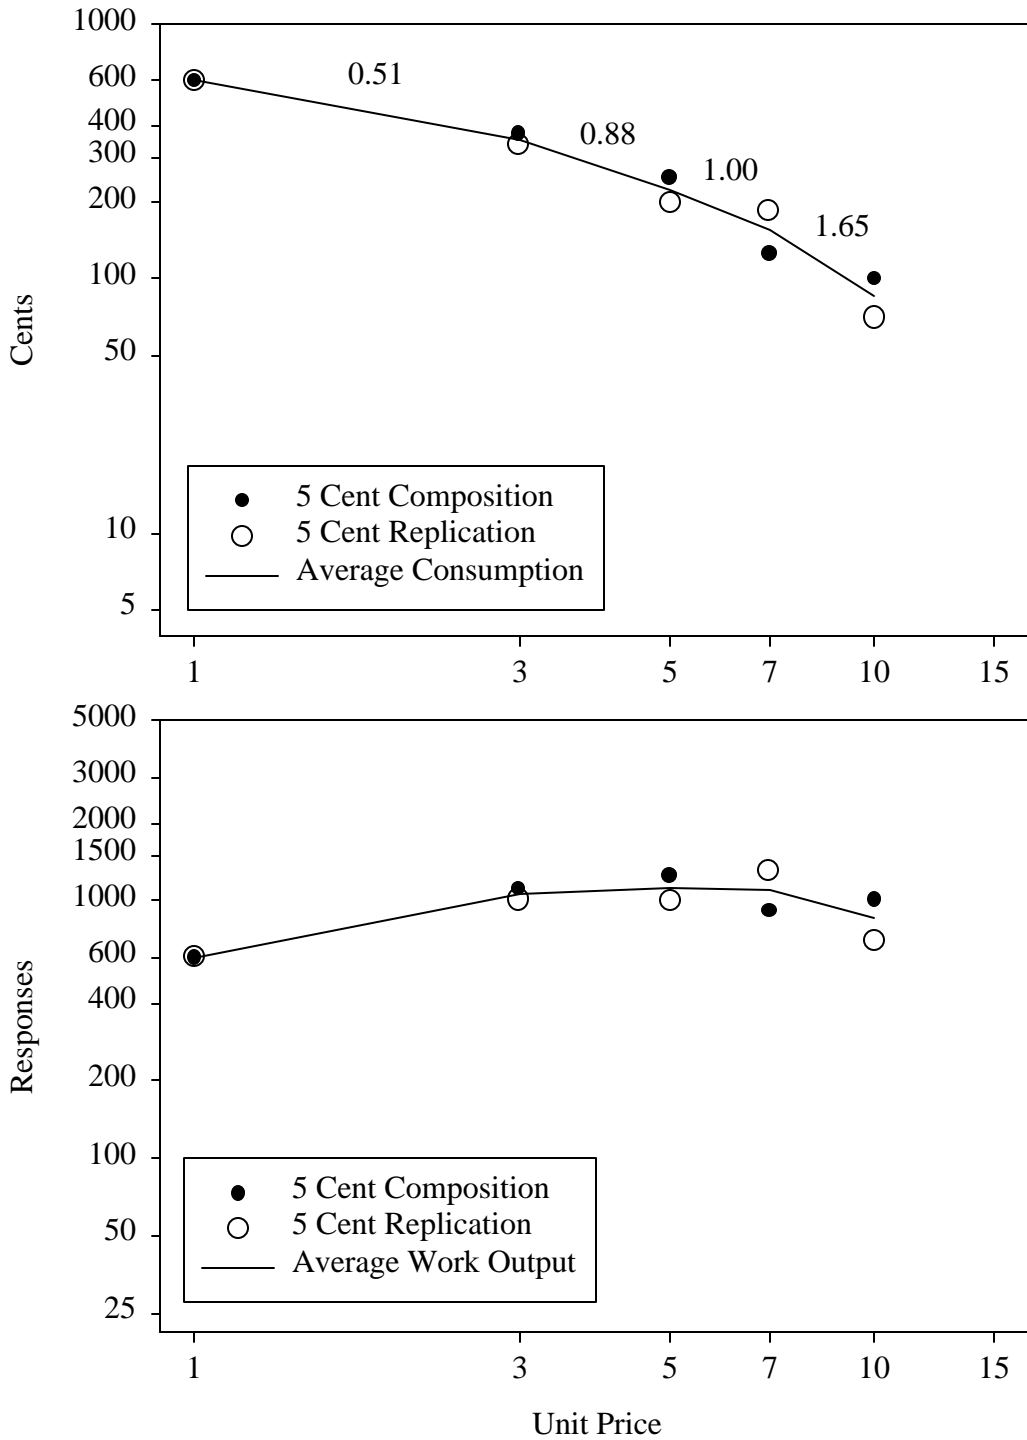 1000
600
400
300
200
100
50
10
5
Cents
0.51
0.88
1.00
1.65
5 Cent Composition
5 Cent Replication
Average Consumption
1 3 5 7 10 15
5000
3000
2000
1500
1000
600
400
200
100
50
25
Responses
5 Cent Composition
5 Cent Replication
Average Work Output
1 3 5 7 10 15
Unit Price